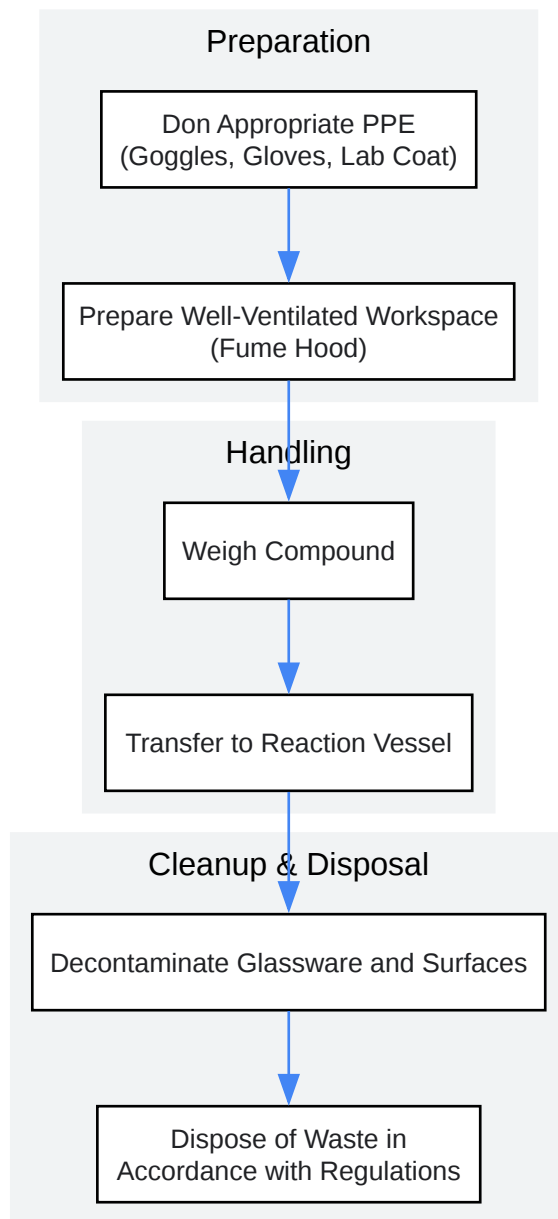 Preparation
Don Appropriate PPE
(Goggles, Gloves, Lab Coat)
Prepare Well-Ventilated Workspace
(Fume Hood)
Handling
Weigh Compound
Transfer to Reaction Vessel
Cleanup & Disposal
Decontaminate Glassware and Surfaces
Dispose of Waste in
Accordance with Regulations